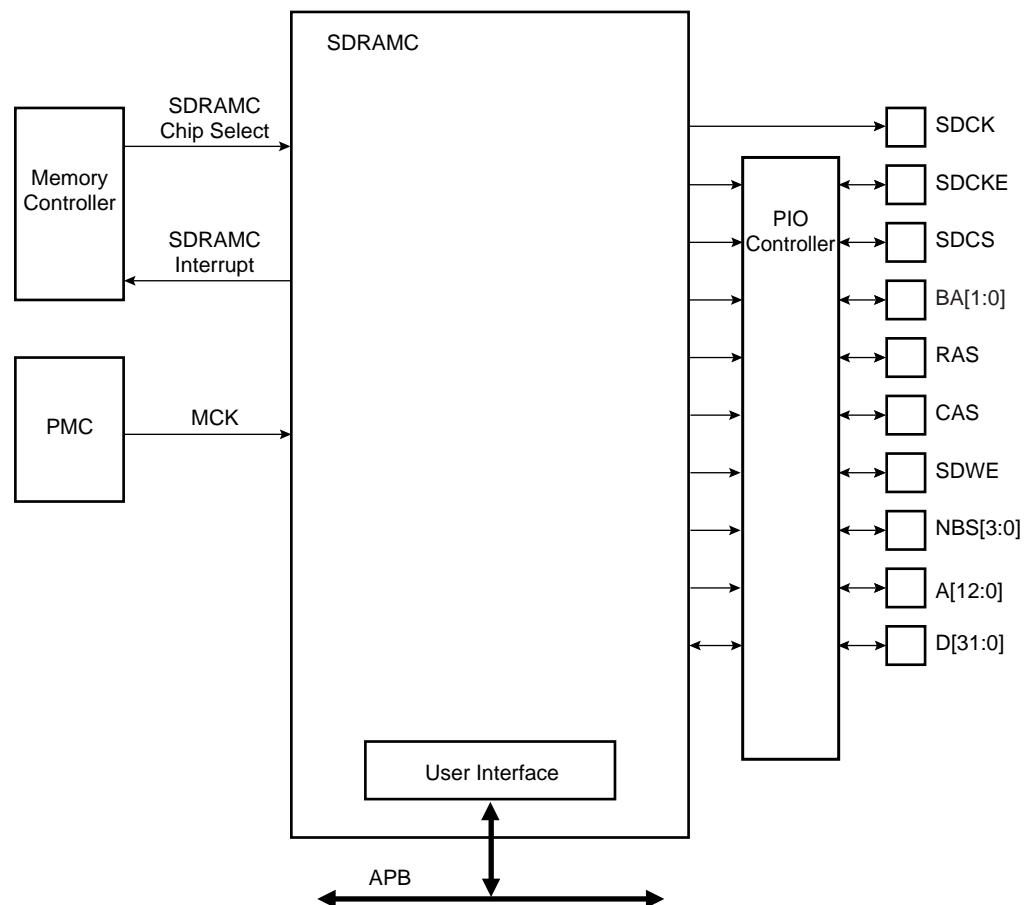 SDRAMC
SDRAMC
Chip Select
Memory
Controller
SDRAMC
Interrupt
PMC
MCK
PIO
Controller
SDCK
SDCKE
SDCS
BA[1:0]
RAS
CAS
SDWE
NBS[3:0]
A[12:0]
D[31:0]
User Interface
APB